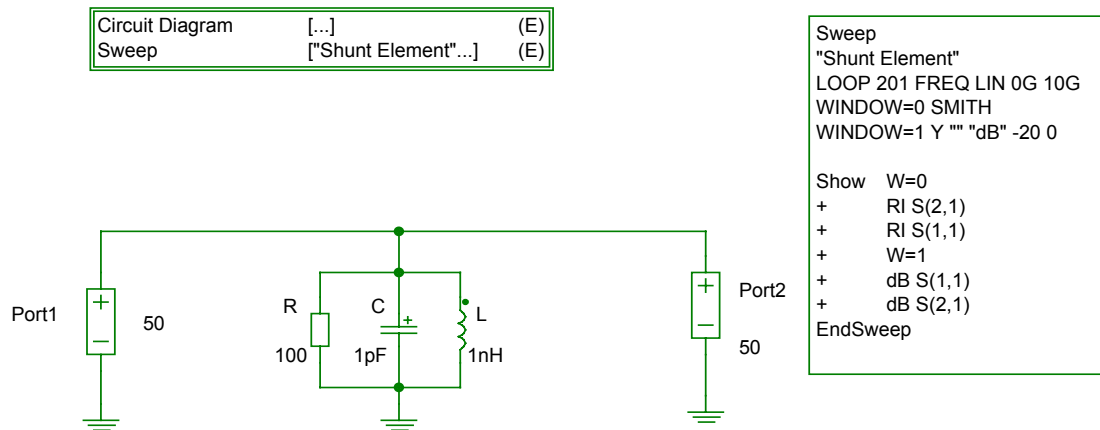 Circuit Diagram [...] (E)
Sweep ["Shunt Element"...] (E)
Sweep
"Shunt Element"
LOOP 201 FREQ LIN 0G 10G
WINDOW=0 SMITH
WINDOW=1 Y "" "dB" -20 0
Show W=0
+ RI S(2,1)
+ RI S(1,1)
+ W=1
+ dB S(1,1)
+ dB S(2,1)
EndSweep
Port1
50
R
100
C
1pF
L
1nH
Port2
50